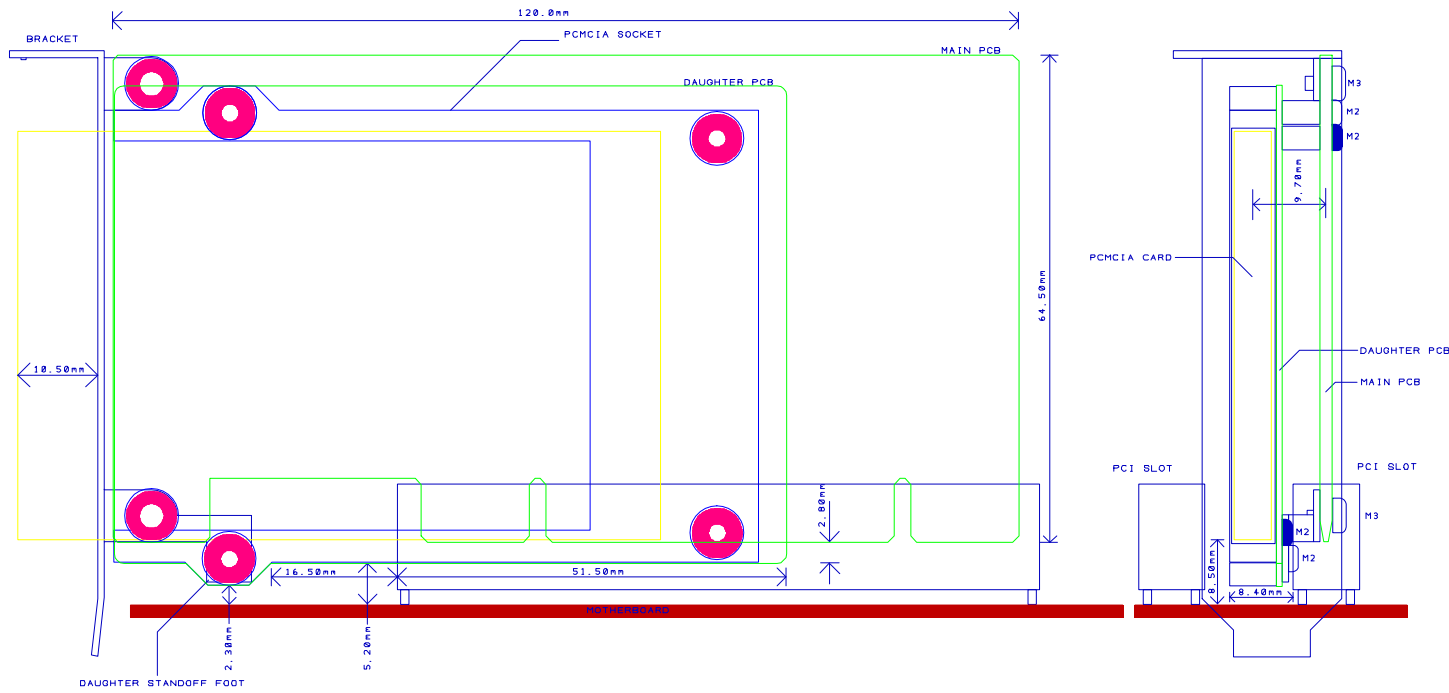 120.0mm
BRACKET
PCMCIA SOCKET
MAIN PCB
DAUGHTER PCB
64.50mm
10.50mm
2.80mm
16.50mm
51.50mm
MOTHERBOARD
2.30mm
5.20mm
DAUGHTER STANDOFF FOOT
M3
M2
M2
9.70mm
PCMCIA CARD
DAUGHTER PCB
MAIN PCB
PCI SLOT
PCI SLOT
M3
M2
M2
8.50mm
8.40mm